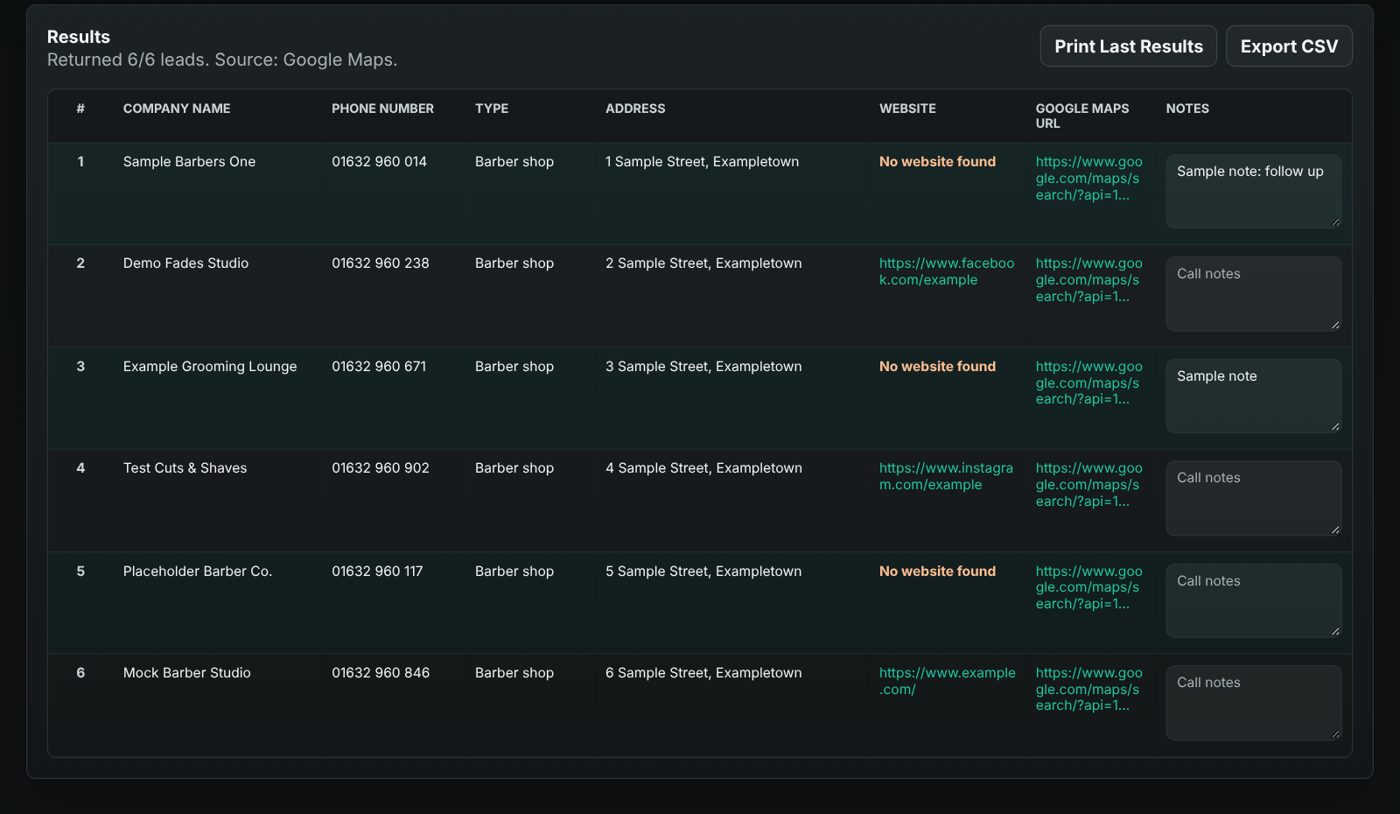 Results
Returned 6/6 leads. Source: Google Maps.
Print Last Results
Export CSV
# COMPANY NAME PHONE NUMBER TYPE ADDRESS WEBSITE GOOGLE MAPS
URL NOTES
1 Sample Barbers One 01632 960 014 Barber shop 1 Sample Street, Exampletown No website found https://www.goo
gle.com/maps/s
earch/?api=1...
Sample note: follow up
2 Demo Fades Studio 01632 960 238 Barber shop 2 Sample Street, Exampletown https://www.faceboo
k.com/example
https://www.goo
gle.com/maps/s
earch/?api=1...
Call notes
3 Example Grooming Lounge 01632 960 671 Barber shop 3 Sample Street, Exampletown No website found https://www.goo
gle.com/maps/s
earch/?api=1...
Sample note
4 Test Cuts & Shaves 01632 960 902 Barber shop 4 Sample Street, Exampletown https://www.instagra
m.com/example
https://www.goo
gle.com/maps/s
earch/?api=1...
Call notes
5 Placeholder Barber Co. 01632 960 117 Barber shop 5 Sample Street, Exampletown No website found https://www.goo
gle.com/maps/s
earch/?api=1...
Call notes
6 Mock Barber Studio 01632 960 846 Barber shop 6 Sample Street, Exampletown https://www.example
.com/
https://www.goo
gle.com/maps/s
earch/?api=1...
Call notes